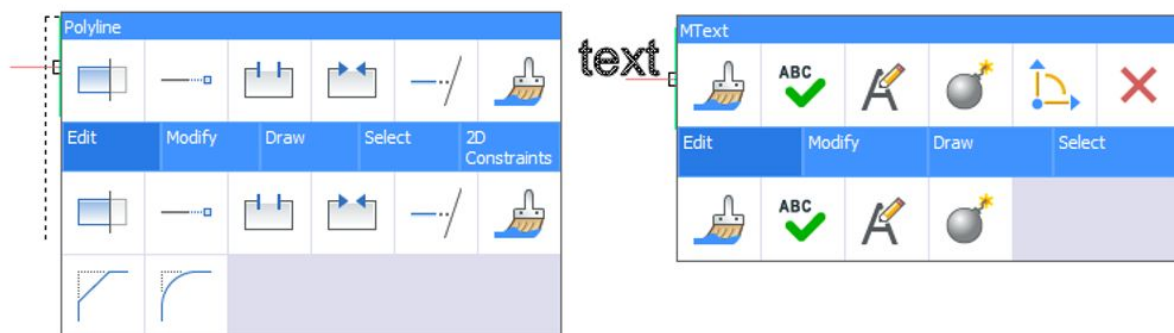 Polyline
Edit
Modify
Draw
Select
2D
Constraints
text
MText
ABC
Edit
Modify
Draw
Select
ABC